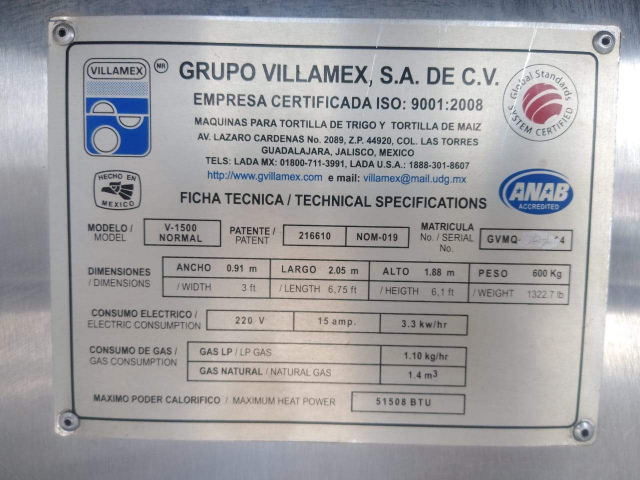 VILLAMEX
MR
GRUPO VILLAMEX, S.A. DE C.V.
EMPRESA CERTIFICADA ISO: 9001:2008
MAQUINAS PARA TORTILLA DE TRIGO Y TORTILLA DE MAIZ
AV. LAZARO CARDENAS No. 2089, Z.P. 44920, COL. LAS TORRES
GUADALAJARA, JALISCO, MEXICO
TELS: LADA MX: 01800-711-3991, LADA U.S.A.: 1888-301-8607
http://www.gvillamex.com e mail: villamex@mail.udg.mx
Global Standards
SYSTEM CERTIFIED
HECHO EN
MEXICO
ANAB
ACCREDITED
FICHA TECNICA / TECHNICAL SPECIFICATIONS
MODELO / MODEL V-1500 NORMAL PATENTE / PATENT 216610 NOM-019 MATRICULA No. / SERIAL No. GVMQ- 4
DIMENSIONES / DIMENSIONS
ANCHO 0.91 m LARGO 2.05 m ALTO 1.88 m PESO 600 Kg
/ WIDTH 3 ft / LENGTH 6,75 ft / HEIGTH 6,1 ft / WEIGHT 1322.7 lb
CONSUMO ELECTRICO / ELECTRIC CONSUMPTION 220 V 15 amp. 3.3 kw/hr
CONSUMO DE GAS / GAS CONSUMPTION
GAS LP / LP GAS 1.10 kg/hr
GAS NATURAL / NATURAL GAS 1.4 m³
MAXIMO PODER CALORIFICO / MAXIMUM HEAT POWER 51508 BTU